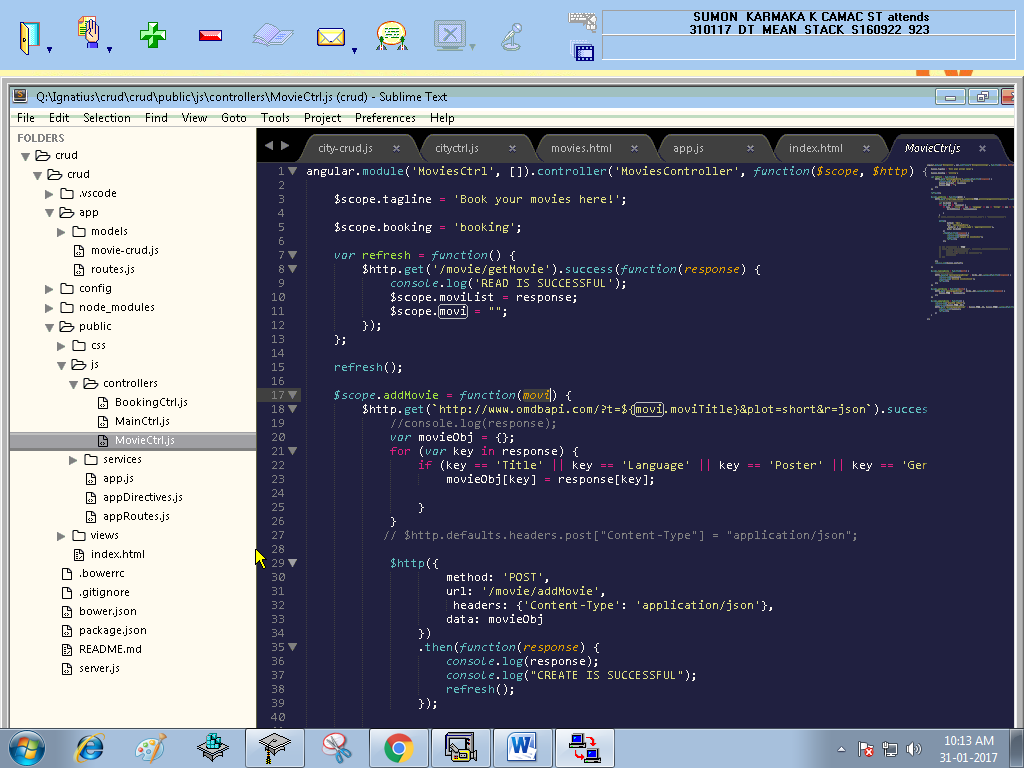 SUMON KARMAKA K CAMAC ST attends
310117 DT MEAN STACK S160922 923
Q:\Ignatius\crud\crud\public\js\controllers\MovieCtrl.js (crud) - Sublime Text
File Edit Selection Find View Goto Tools Project Preferences Help
FOLDERS
crud
crud
.vscode
app
models
movie-crud.js
routes.js
config
node_modules
public
css
js
controllers
BookingCtrl.js
MainCtrl.js
MovieCtrl.js
services
app.js
appDirectives.js
appRoutes.js
views
index.html
.bowerrc
.gitignore
bower.json
package.json
README.md
server.js
city-crud.js × cityctrl.js × movies.html × app.js × index.html × MovieCtrl.js ×
1 angular.module('MoviesCtrl', []).controller('MoviesController', function($scope, $http) {
2
3 $scope.tagline = 'Book your movies here!';
4
5 $scope.booking = 'booking';
6
7 var refresh = function() {
8 $http.get('/movie/getMovie').success(function(response) {
9 console.log('READ IS SUCCESSFUL');
10 $scope.moviList = response;
11 $scope.movi = "";
12 });
13 };
14
15 refresh();
16
17 $scope.addMovie = function(movi) {
18 $http.get(`http://www.omdbapi.com/?t=${movi.moviTitle}&plot=short&r=json`).succes
19 //console.log(response);
20 var movieObj = {};
21 for (var key in response) {
22 if (key == 'Title' || key == 'Language' || key == 'Poster' || key == 'Ger
23 movieObj[key] = response[key];
24
25 }
26 }
27 // $http.defaults.headers.post["Content-Type"] = "application/json";
28
29 $http({
30 method: 'POST',
31 url: '/movie/addMovie',
32 headers: {'Content-Type': 'application/json'},
33 data: movieObj
34 })
35 .then(function(response) {
36 console.log(response);
37 console.log("CREATE IS SUCCESSFUL");
38 refresh();
39 });
40
10:13 AM
31-01-2017